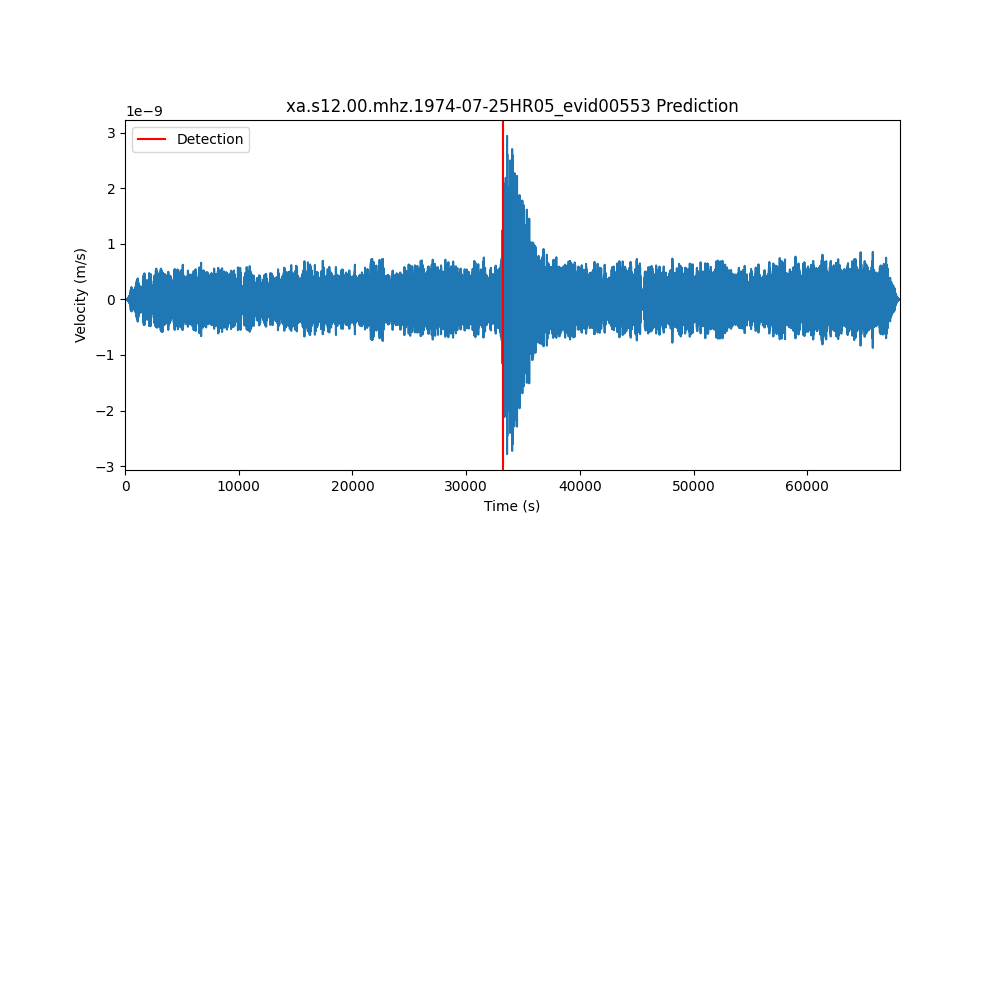 xa.s12.00.mhz.1974-07-25HR05_evid00553 Prediction
1e−9
Detection
3
2
1
0
−1
−2
−3
Velocity (m/s)
0 10000 20000 30000 40000 50000 60000
Time (s)